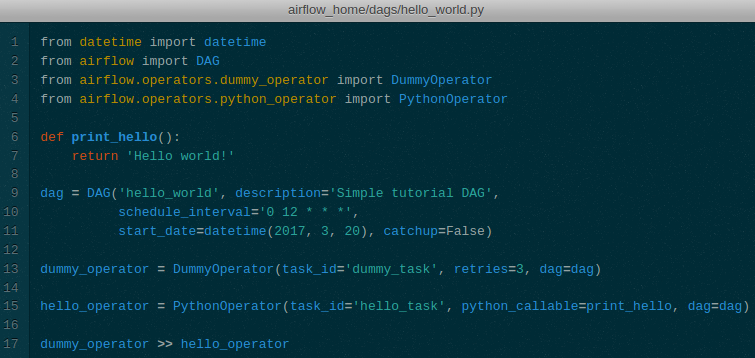 airflow_home/dags/hello_world.py
1 from datetime import datetime
2 from airflow import DAG
3 from airflow.operators.dummy_operator import DummyOperator
4 from airflow.operators.python_operator import PythonOperator
5
6 def print_hello():
7     return 'Hello world!'
8
9 dag = DAG('hello_world', description='Simple tutorial DAG',
10           schedule_interval='0 12 * * *',
11           start_date=datetime(2017, 3, 20), catchup=False)
12
13 dummy_operator = DummyOperator(task_id='dummy_task', retries=3, dag=dag)
14
15 hello_operator = PythonOperator(task_id='hello_task', python_callable=print_hello, dag=dag)
16
17 dummy_operator >> hello_operator